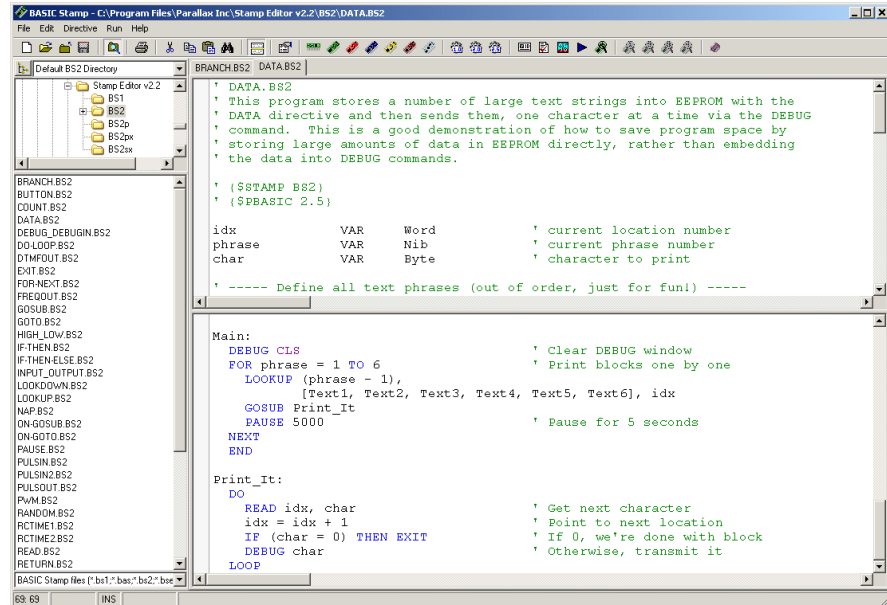 BASIC Stamp - C:\Program Files\Parallax Inc\Stamp Editor v2.2\BS2\DATA.BS2
File Edit Directive Run Help
Default BS2 Directory
Stamp Editor v2.2
BS1
BS2
BS2p
BS2px
BS2sx
BRANCH.BS2
BUTTON.BS2
COUNT.BS2
DATA.BS2
DEBUG_DEBUGIN.BS2
DO-LOOP.BS2
DTMFOUT.BS2
EXIT.BS2
FOR-NEXT.BS2
FREQOUT.BS2
GOSUB.BS2
GOTO.BS2
HIGH_LOW.BS2
IF-THEN.BS2
IF-THEN-ELSE.BS2
INPUT_OUTPUT.BS2
LOOKDOWN.BS2
LOOKUP.BS2
NAP.BS2
ON-GOSUB.BS2
ON-GOTO.BS2
PAUSE.BS2
PULSIN.BS2
PULSIN2.BS2
PULSOUT.BS2
PWM.BS2
RANDOM.BS2
RCTIME1.BS2
RCTIME2.BS2
READ.BS2
RETURN.BS2
BASIC Stamp files (*.bs1;*.bas;*.bs2;*.bse
BRANCH.BS2 DATA.BS2
' DATA.BS2
' This program stores a number of large text strings into EEPROM with the
' DATA directive and then sends them, one character at a time via the DEBUG
' command. This is a good demonstration of how to save program space by
' storing large amounts of data in EEPROM directly, rather than embedding
' the data into DEBUG commands.
' {$STAMP BS2}
' {$PBASIC 2.5}
idx VAR Word ' current location number
phrase VAR Nib ' current phrase number
char VAR Byte ' character to print
' ----- Define all text phrases (out of order, just for fun!) -----
Main:
DEBUG CLS ' Clear DEBUG window
FOR phrase = 1 TO 6 ' Print blocks one by one
LOOKUP (phrase - 1),
[Text1, Text2, Text3, Text4, Text5, Text6], idx
GOSUB Print_It
PAUSE 5000 ' Pause for 5 seconds
NEXT
END
Print_It:
DO
READ idx, char ' Get next character
idx = idx + 1 ' Point to next location
IF (char = 0) THEN EXIT ' If 0, we're done with block
DEBUG char ' Otherwise, transmit it
LOOP
69: 69 INS